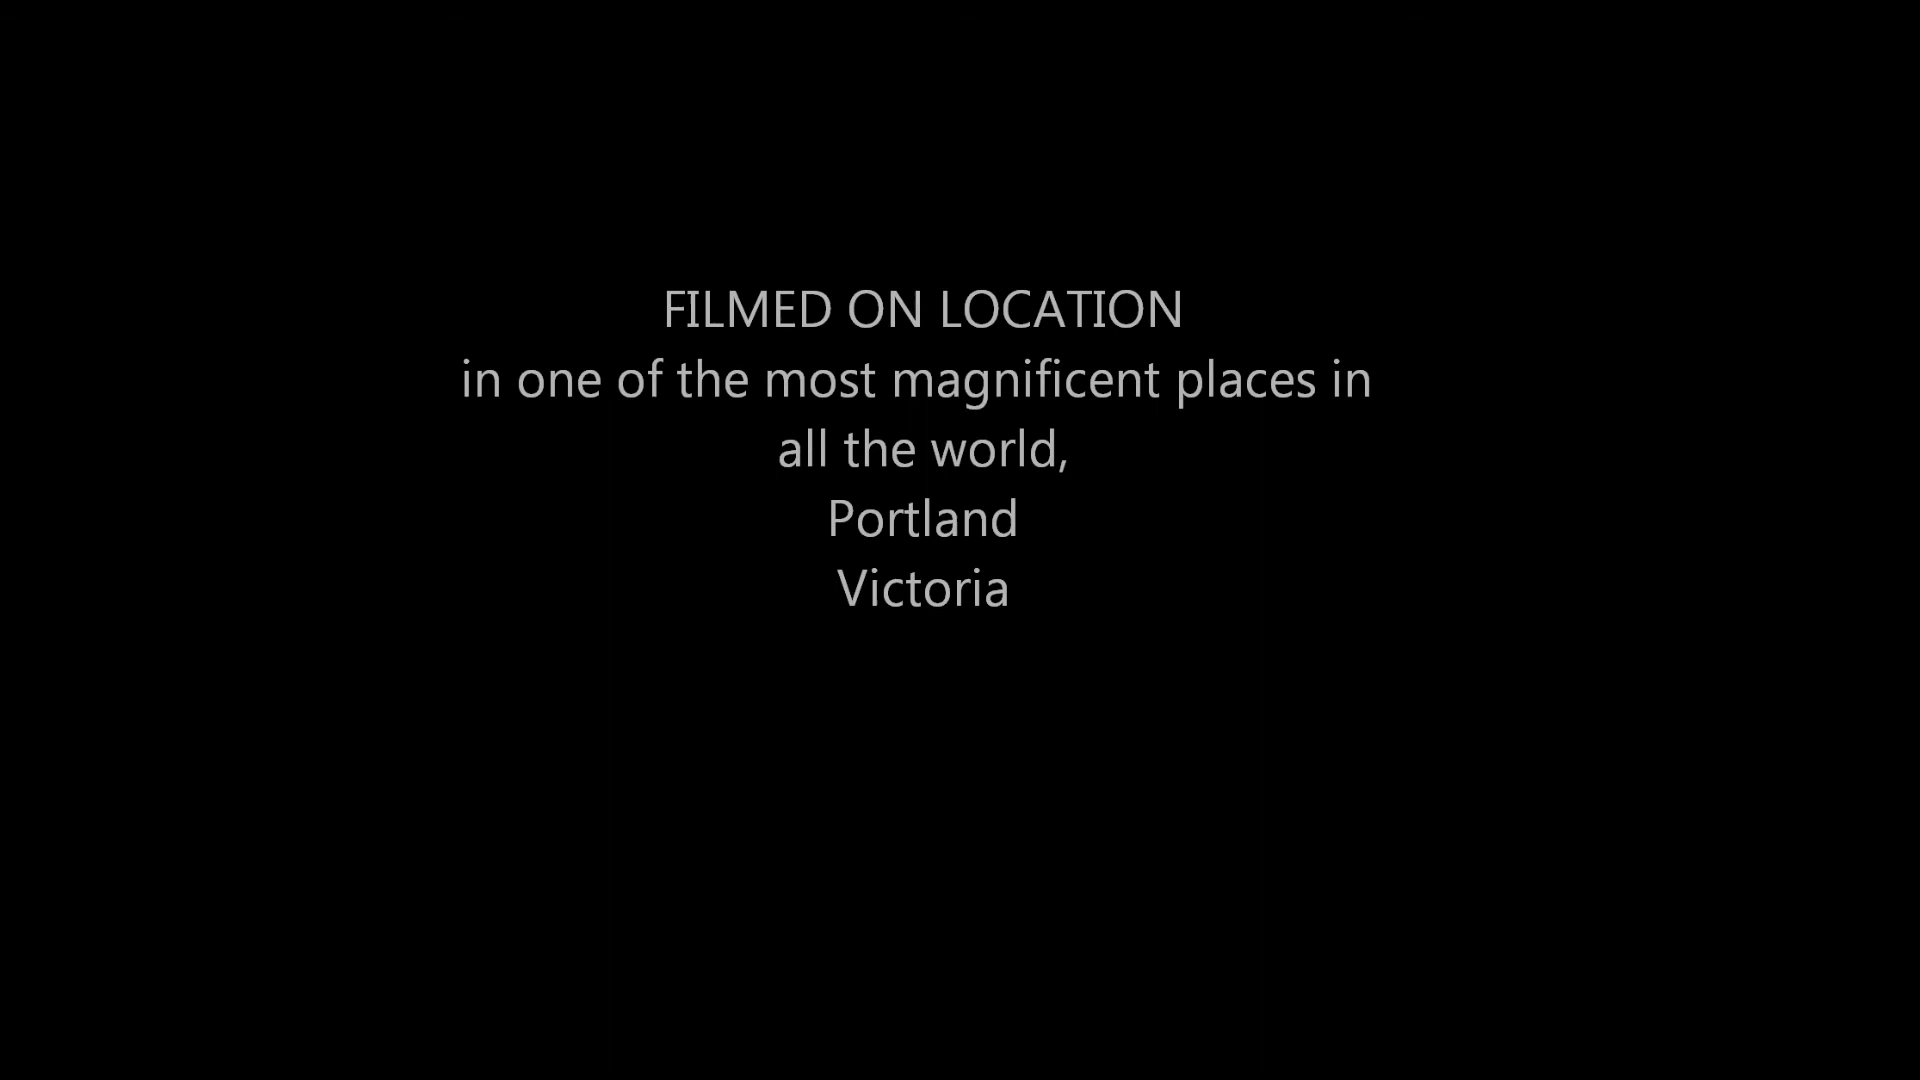 FILMED ON LOCATION
in one of the most magnificent places in
all the world,
Portland
Victoria